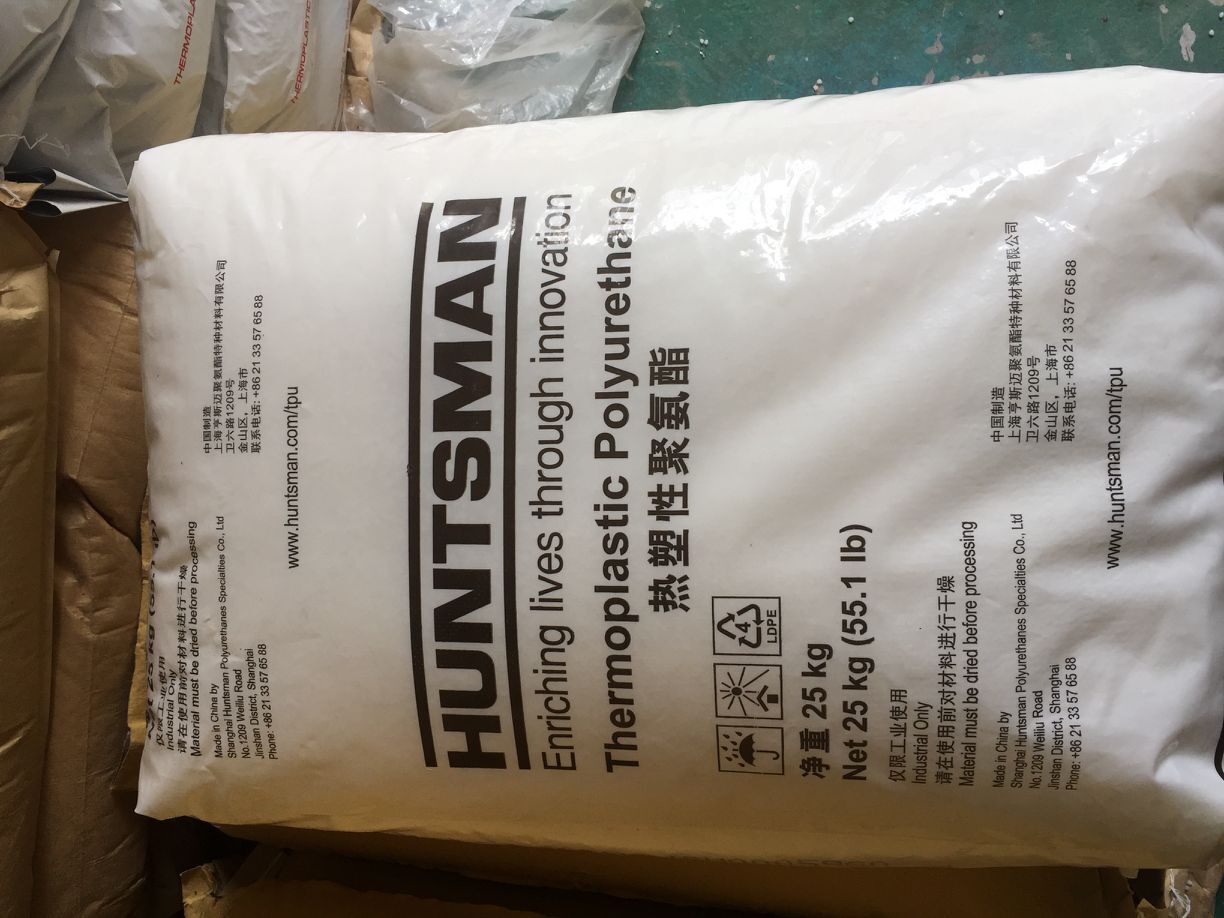 THERMOPLA
THERMOPLASTIC
仅限工业使用
Industrial Only
请在使用前对材料进行干燥
Material must be dried before processing
Made in China by
Shanghai Huntsman Polyurethanes Specialties Co., Ltd
No.1209 Weiliu Road
Jinshan District, Shanghai
Phone: +86 21 33 57 65 88
中国制造
上海亨斯迈聚氨酯特种材料有限公司
卫六路1209号
金山区，上海市
联系电话: +86 21 33 57 65 88
www.huntsman.com/tpu
HUNTSMAN
Enriching lives through innovation
Thermoplastic Polyurethane
热塑性聚氨酯
4
LDPE
净重 25 kg
Net 25 kg (55.1 lb)
仅限工业使用
Industrial Only
请在使用前对材料进行干燥
Material must be dried before processing
Made in China by
Shanghai Huntsman Polyurethanes Specialties Co., Ltd
No.1209 Weiliu Road
Jinshan District, Shanghai
Phone: +86 21 33 57 65 88
中国制造
上海亨斯迈聚氨酯特种材料有限公司
卫六路1209号
金山区，上海市
联系电话: +86 21 33 57 65 88
www.huntsman.com/tpu